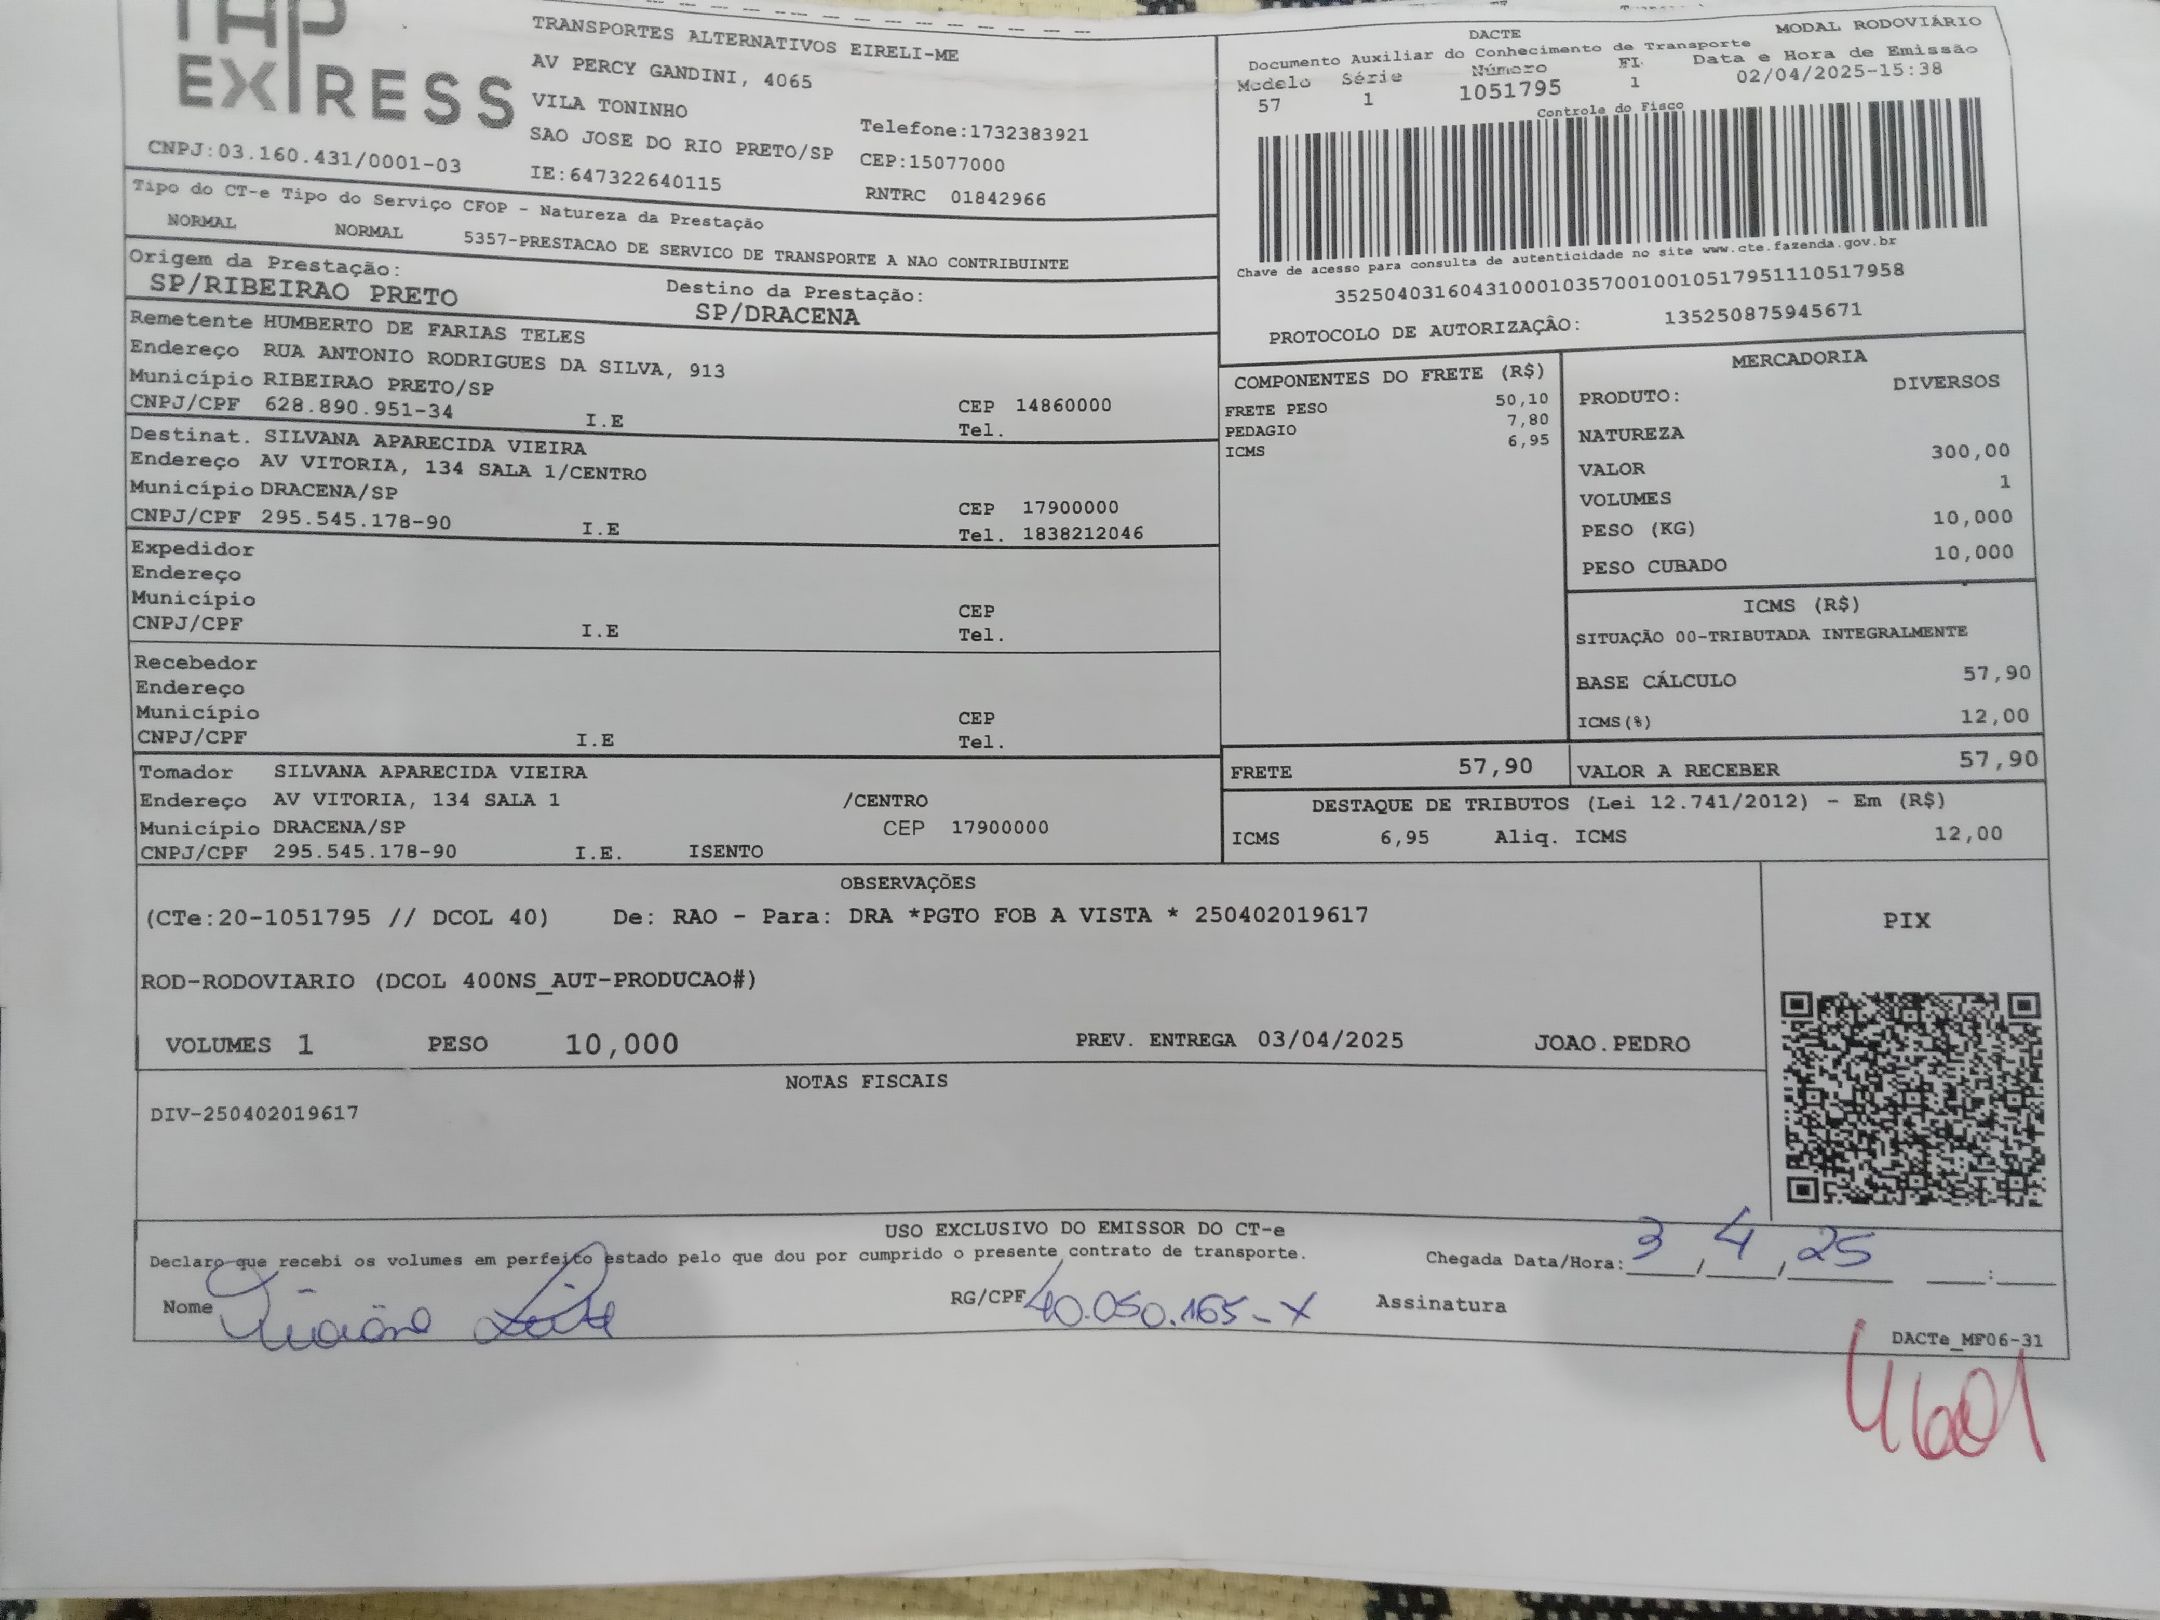 TAP
EXPRESS
TRANSPORTES ALTERNATIVOS EIRELI-ME
AV PERCY GANDINI, 4065
VILA TONINHO
SAO JOSE DO RIO PRETO/SP
IE:647322640115
Telefone:1732383921
CEP:15077000
RNTRC 01842966
CNPJ:03.160.431/0001-03
DACTE MODAL RODOVIÁRIO
Documento Auxiliar do Conhecimento de Transporte
Modelo Série Número Fl Data e Hora de Emissão
57 1 1051795 1 02/04/2025-15:38
Controle do Fisco
Chave de acesso para consulta de autenticidade no site www.cte.fazenda.gov.br
35250403160431000103570010010517951110517958
PROTOCOLO DE AUTORIZAÇÃO: 135250875945671
Tipo do CT-e Tipo do Serviço CFOP - Natureza da Prestação
NORMAL NORMAL 5357-PRESTACAO DE SERVICO DE TRANSPORTE A NAO CONTRIBUINTE
Origem da Prestação: Destino da Prestação:
SP/RIBEIRAO PRETO SP/DRACENA
Remetente HUMBERTO DE FARIAS TELES
Endereço RUA ANTONIO RODRIGUES DA SILVA, 913
Município RIBEIRAO PRETO/SP CEP 14860000
CNPJ/CPF 628.890.951-34 I.E Tel.
Destinat. SILVANA APARECIDA VIEIRA
Endereço AV VITORIA, 134 SALA 1/CENTRO
Município DRACENA/SP CEP 17900000
CNPJ/CPF 295.545.178-90 I.E Tel. 1838212046
Expedidor
Endereço
Município CEP
CNPJ/CPF I.E Tel.
Recebedor
Endereço
Município CEP
CNPJ/CPF I.E Tel.
Tomador SILVANA APARECIDA VIEIRA
Endereço AV VITORIA, 134 SALA 1 /CENTRO
Município DRACENA/SP CEP 17900000
CNPJ/CPF 295.545.178-90 I.E. ISENTO
COMPONENTES DO FRETE (R$)
FRETE PESO 50,10
PEDAGIO 7,80
ICMS 6,95
MERCADORIA
PRODUTO: DIVERSOS
NATUREZA
VALOR 300,00
VOLUMES 1
PESO (KG) 10,000
PESO CUBADO 10,000
ICMS (R$)
SITUAÇÃO 00-TRIBUTADA INTEGRALMENTE
BASE CÁLCULO 57,90
ICMS(%) 12,00
FRETE 57,90 VALOR A RECEBER 57,90
DESTAQUE DE TRIBUTOS (Lei 12.741/2012) - Em (R$)
ICMS 6,95 Aliq. ICMS 12,00
OBSERVAÇÕES
(CTe:20-1051795 // DCOL 40) De: RAO - Para: DRA *PGTO FOB A VISTA * 250402019617
ROD-RODOVIARIO (DCOL 400NS_AUT-PRODUCAO#)
VOLUMES 1 PESO 10,000 PREV. ENTREGA 03/04/2025 JOAO.PEDRO
PIX
NOTAS FISCAIS
DIV-250402019617
USO EXCLUSIVO DO EMISSOR DO CT-e
Declaro que recebi os volumes em perfeito estado pelo que dou por cumprido o presente contrato de transporte. Chegada Data/Hora: 3 / 4 / 25 :
Nome RG/CPF 40.050.165-X Assinatura
DACTe_MF06-31
4601